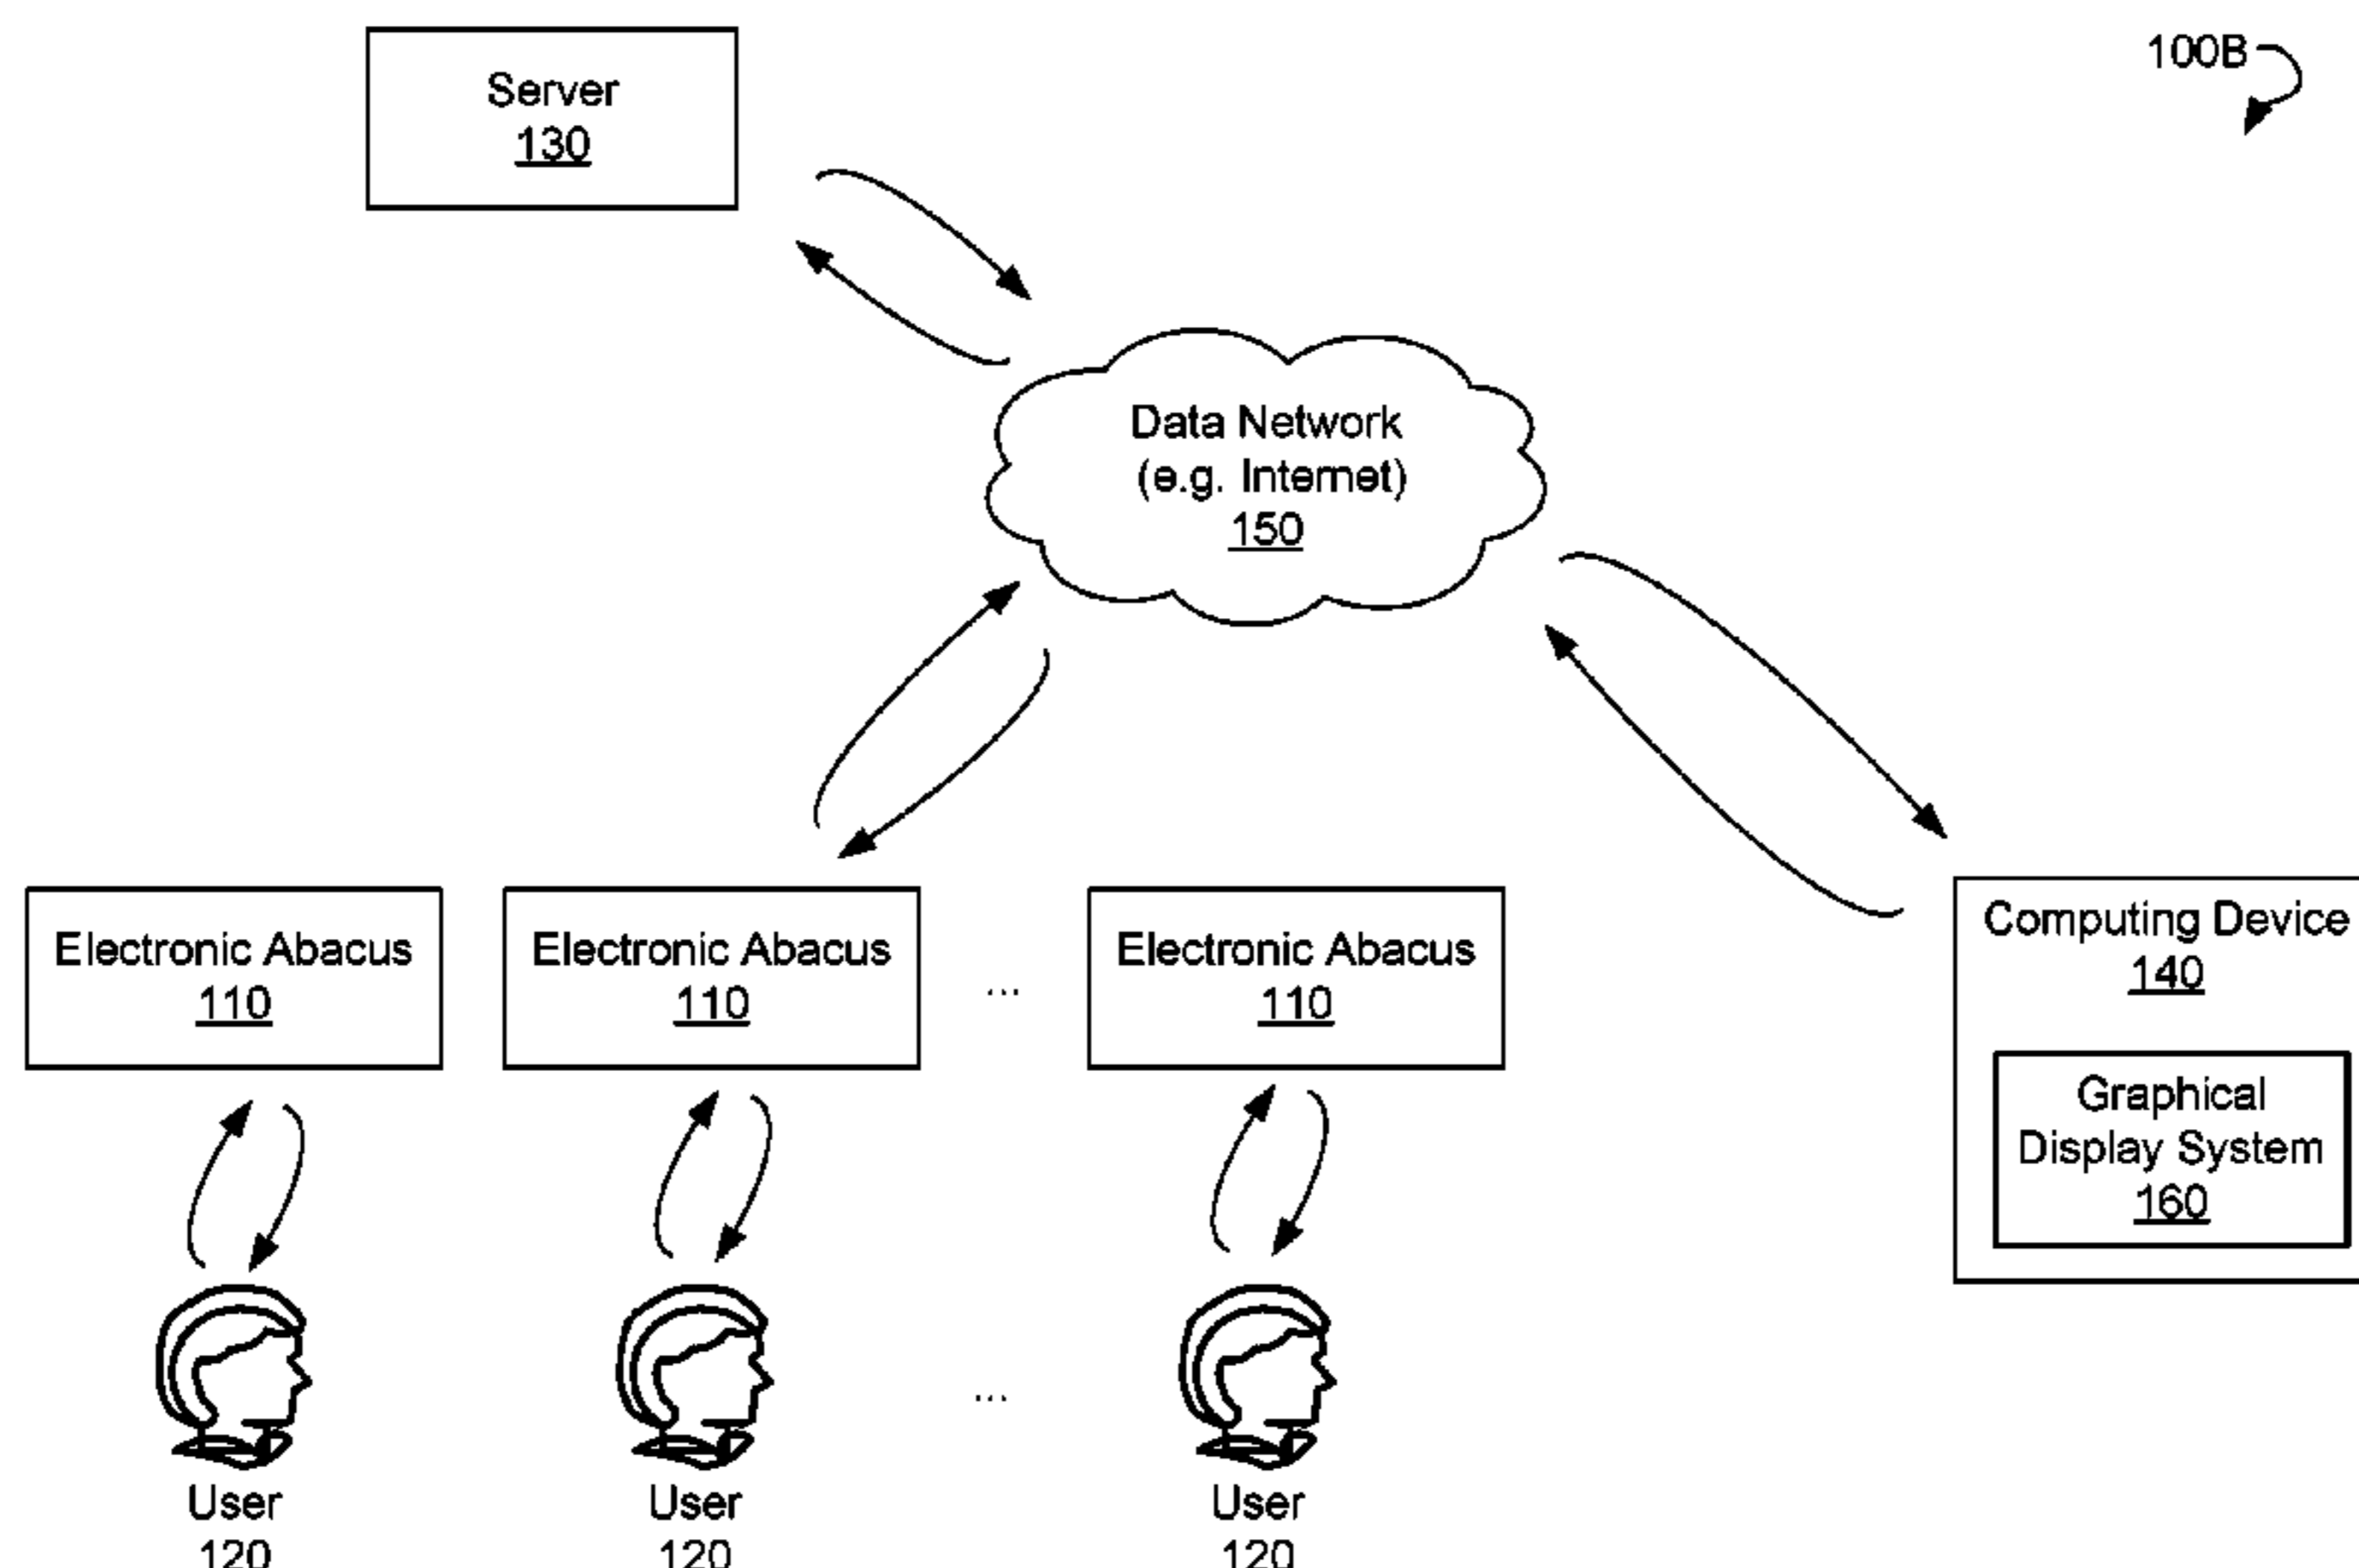 100B
Server
130
Data Network
(e.g. Internet)
150
Electronic Abacus
110
Electronic Abacus
110
...
Electronic Abacus
110
Computing Device
140
Graphical
Display System
160
...
User
120
User
120
User
120